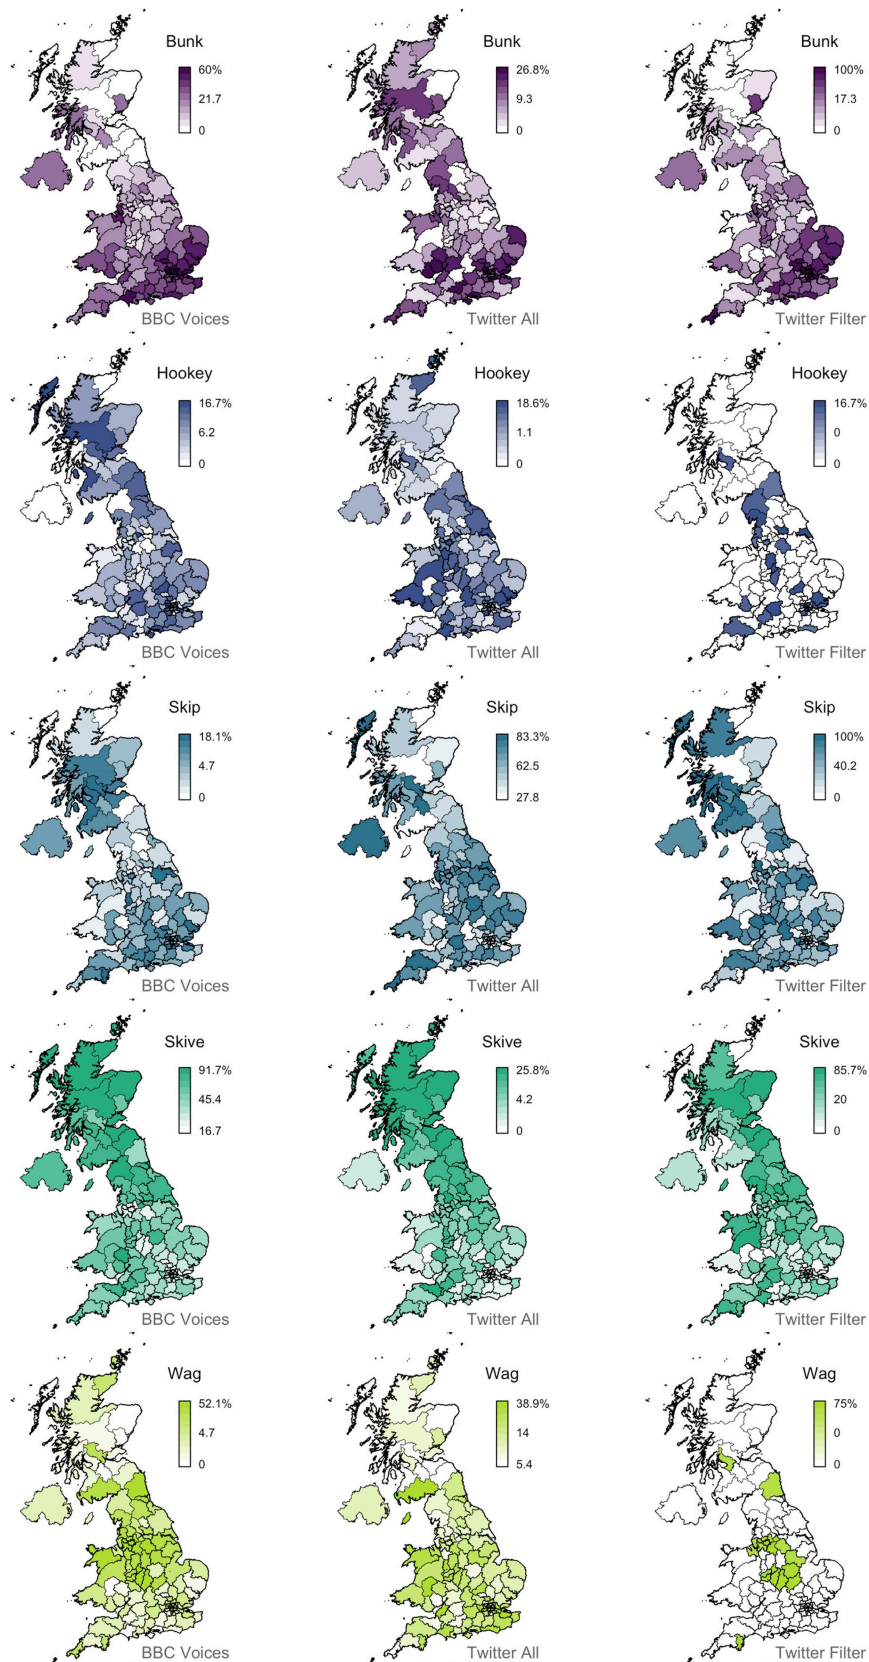 Bunk
60%
21.7
0
BBC Voices
Bunk
26.8%
9.3
0
Twitter All
Bunk
100%
17.3
0
Twitter Filter
Hookey
16.7%
6.2
0
BBC Voices
Hookey
18.6%
1.1
0
Twitter All
Hookey
16.7%
0
0
Twitter Filter
Skip
18.1%
4.7
0
BBC Voices
Skip
83.3%
62.5
27.8
Twitter All
Skip
100%
40.2
0
Twitter Filter
Skive
91.7%
45.4
16.7
BBC Voices
Skive
25.8%
4.2
0
Twitter All
Skive
85.7%
20
0
Twitter Filter
Wag
52.1%
4.7
0
BBC Voices
Wag
38.9%
14
5.4
Twitter All
Wag
75%
0
0
Twitter Filter